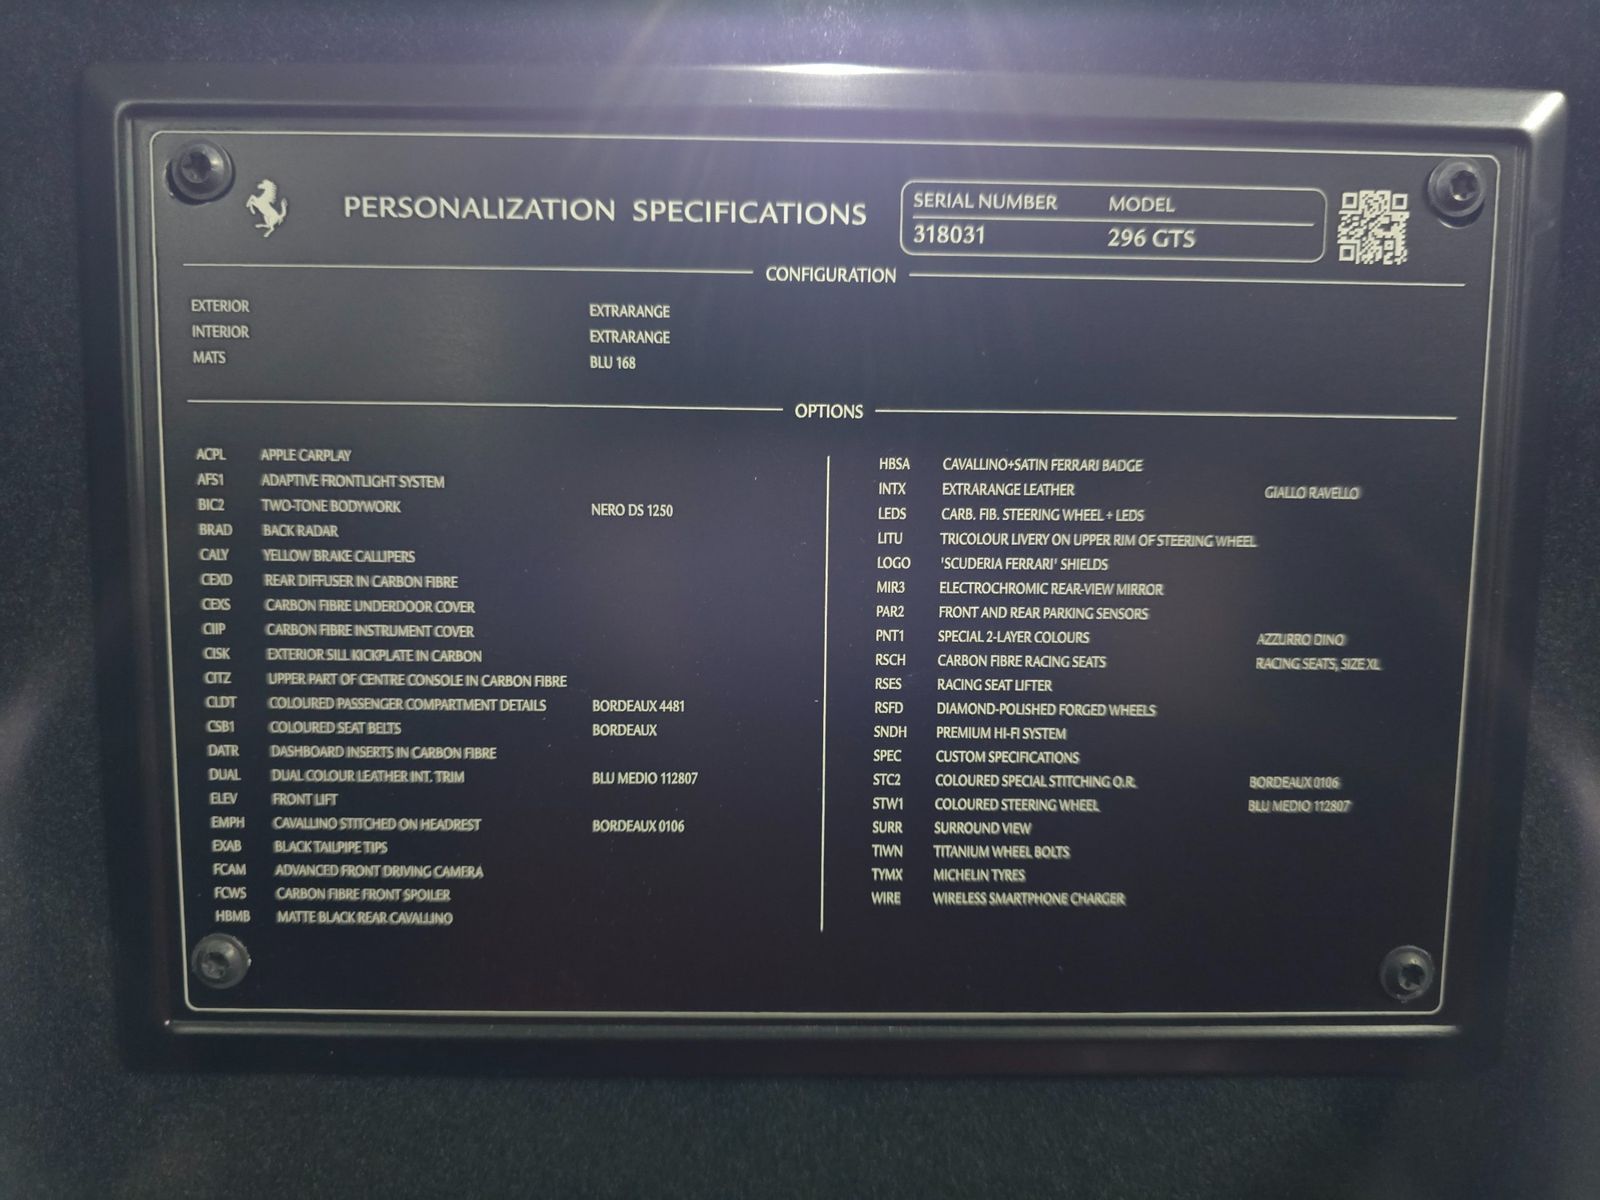 PERSONALIZATION SPECIFICATIONS
SERIAL NUMBER MODEL
318031 296 GTS
CONFIGURATION
EXTERIOR EXTRARANGE
INTERIOR EXTRARANGE
MATS BLU 168
OPTIONS
ACPL APPLE CARPLAY
AFS1 ADAPTIVE FRONTLIGHT SYSTEM
BIC2 TWO-TONE BODYWORK NERO DS 1250
BRAD BACK RADAR
CALY YELLOW BRAKE CALLIPERS
CEXD REAR DIFFUSER IN CARBON FIBRE
CEXS CARBON FIBRE UNDERDOOR COVER
CIIP CARBON FIBRE INSTRUMENT COVER
CISK EXTERIOR SILL KICKPLATE IN CARBON
CITZ UPPER PART OF CENTRE CONSOLE IN CARBON FIBRE
CLDT COLOURED PASSENGER COMPARTMENT DETAILS BORDEAUX 4481
CSB1 COLOURED SEAT BELTS BORDEAUX
DATR DASHBOARD INSERTS IN CARBON FIBRE
DUAL DUAL COLOUR LEATHER INT. TRIM BLU MEDIO 112807
ELEV FRONT LIFT
EMPH CAVALLINO STITCHED ON HEADREST BORDEAUX 0106
EXAB BLACK TAILPIPE TIPS
FCAM ADVANCED FRONT DRIVING CAMERA
FCWS CARBON FIBRE FRONT SPOILER
HBMB MATTE BLACK REAR CAVALLINO
HBSA CAVALLINO+SATIN FERRARI BADGE
INTX EXTRARANGE LEATHER GIALLO RAVELLO
LEDS CARB. FIB. STEERING WHEEL + LEDS
LITU TRICOLOUR LIVERY ON UPPER RIM OF STEERING WHEEL
LOGO 'SCUDERIA FERRARI' SHIELDS
MIR3 ELECTROCHROMIC REAR-VIEW MIRROR
PAR2 FRONT AND REAR PARKING SENSORS
PNT1 SPECIAL 2-LAYER COLOURS AZZURRO DINO
RSCH CARBON FIBRE RACING SEATS RACING SEATS, SIZE XL
RSES RACING SEAT LIFTER
RSFD DIAMOND-POLISHED FORGED WHEELS
SNDH PREMIUM HI-FI SYSTEM
SPEC CUSTOM SPECIFICATIONS
STC2 COLOURED SPECIAL STITCHING O.R. BORDEAUX 0106
STW1 COLOURED STEERING WHEEL BLU MEDIO 112807
SURR SURROUND VIEW
TIWN TITANIUM WHEEL BOLTS
TYMX MICHELIN TYRES
WIRE WIRELESS SMARTPHONE CHARGER